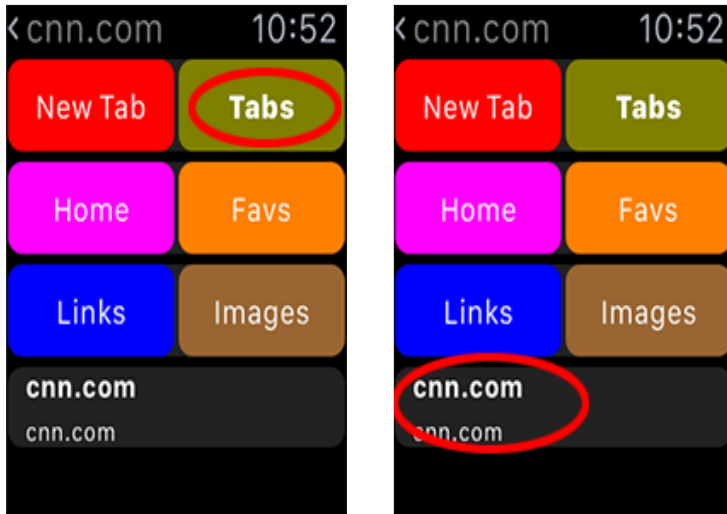 <cnn.com 10:52
New Tab Tabs
Home Favs
Links Images
cnn.com
cnn.com
<cnn.com 10:52
New Tab Tabs
Home Favs
Links Images
cnn.com
cnn.com